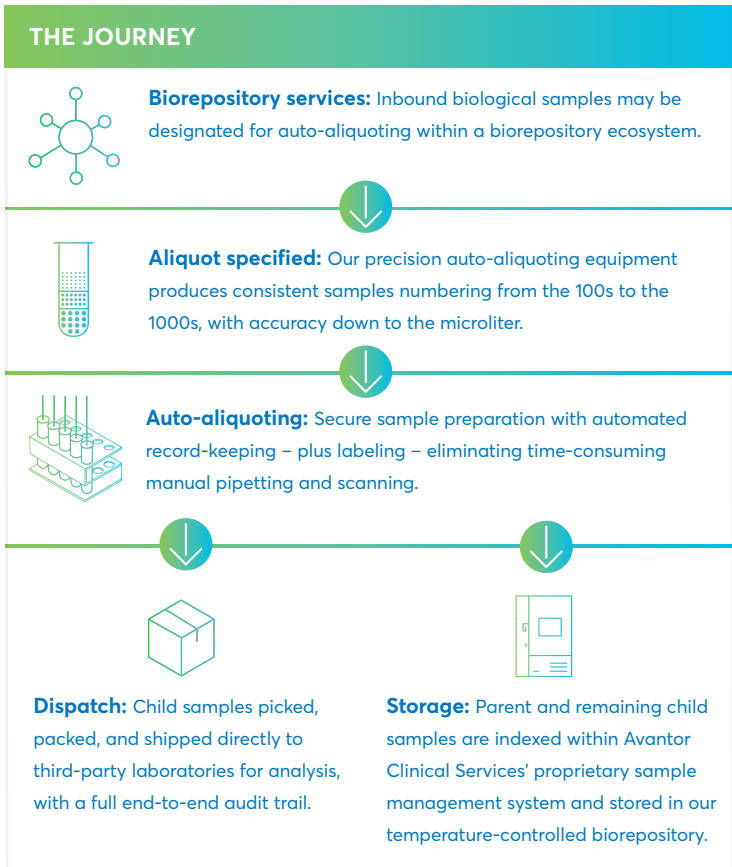 THE JOURNEY
Biorepository services: Inbound biological samples may be
designated for auto-aliquoting within a biorepository ecosystem.
Aliquot specified: Our precision auto-aliquoting equipment
produces consistent samples numbering from the 100s to the
1000s, with accuracy down to the microliter.
Auto-aliquoting: Secure sample preparation with automated
record-keeping – plus labeling – eliminating time-consuming
manual pipetting and scanning.
Dispatch: Child samples picked,
packed, and shipped directly to
third-party laboratories for analysis,
with a full end-to-end audit trail.
Storage: Parent and remaining child
samples are indexed within Avantor
Clinical Services’ proprietary sample
management system and stored in our
temperature-controlled biorepository.